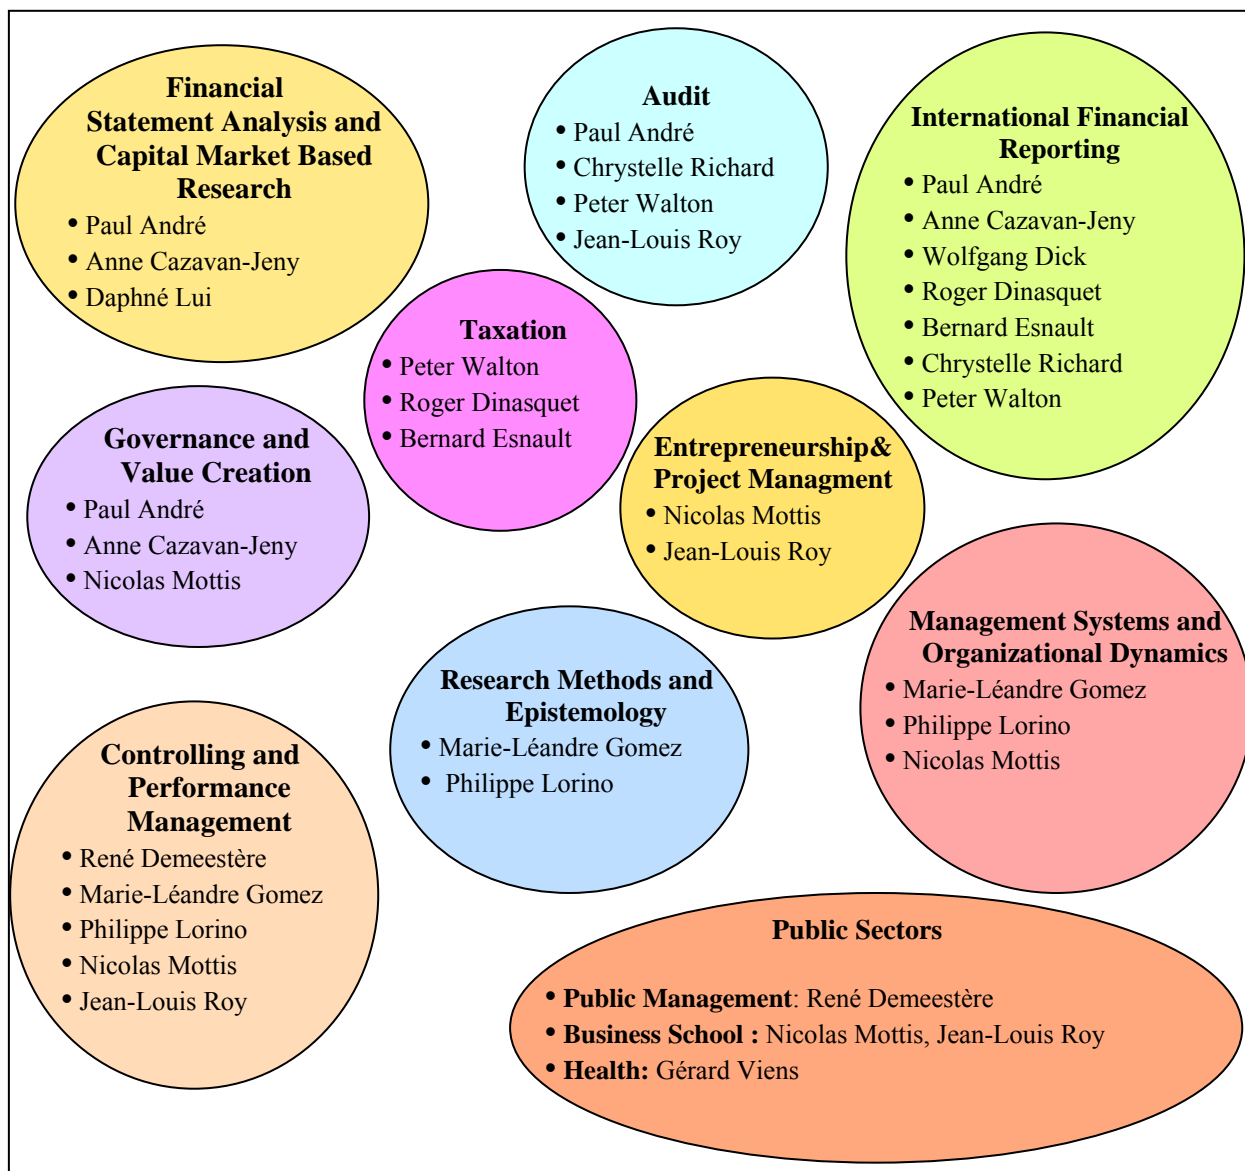 Financial
Statement Analysis and
Capital Market Based
Research
• Paul André
• Anne Cazavan-Jeny
• Daphné Lui
Audit
• Paul André
• Chrystelle Richard
• Peter Walton
• Jean-Louis Roy
International Financial
Reporting
• Paul André
• Anne Cazavan-Jeny
• Wolfgang Dick
• Roger Dinasquet
• Bernard Esnault
• Chrystelle Richard
• Peter Walton
Taxation
• Peter Walton
• Roger Dinasquet
• Bernard Esnault
Governance and
Value Creation
• Paul André
• Anne Cazavan-Jeny
• Nicolas Mottis
Entrepreneurship&
Project Managment
• Nicolas Mottis
• Jean-Louis Roy
Management Systems and
Organizational Dynamics
• Marie-Léandre Gomez
• Philippe Lorino
• Nicolas Mottis
Research Methods and
Epistemology
• Marie-Léandre Gomez
• Philippe Lorino
Controlling and
Performance
Management
• René Demeestère
• Marie-Léandre Gomez
• Philippe Lorino
• Nicolas Mottis
• Jean-Louis Roy
Public Sectors
• Public Management: René Demeestère
• Business School : Nicolas Mottis, Jean-Louis Roy
• Health: Gérard Viens